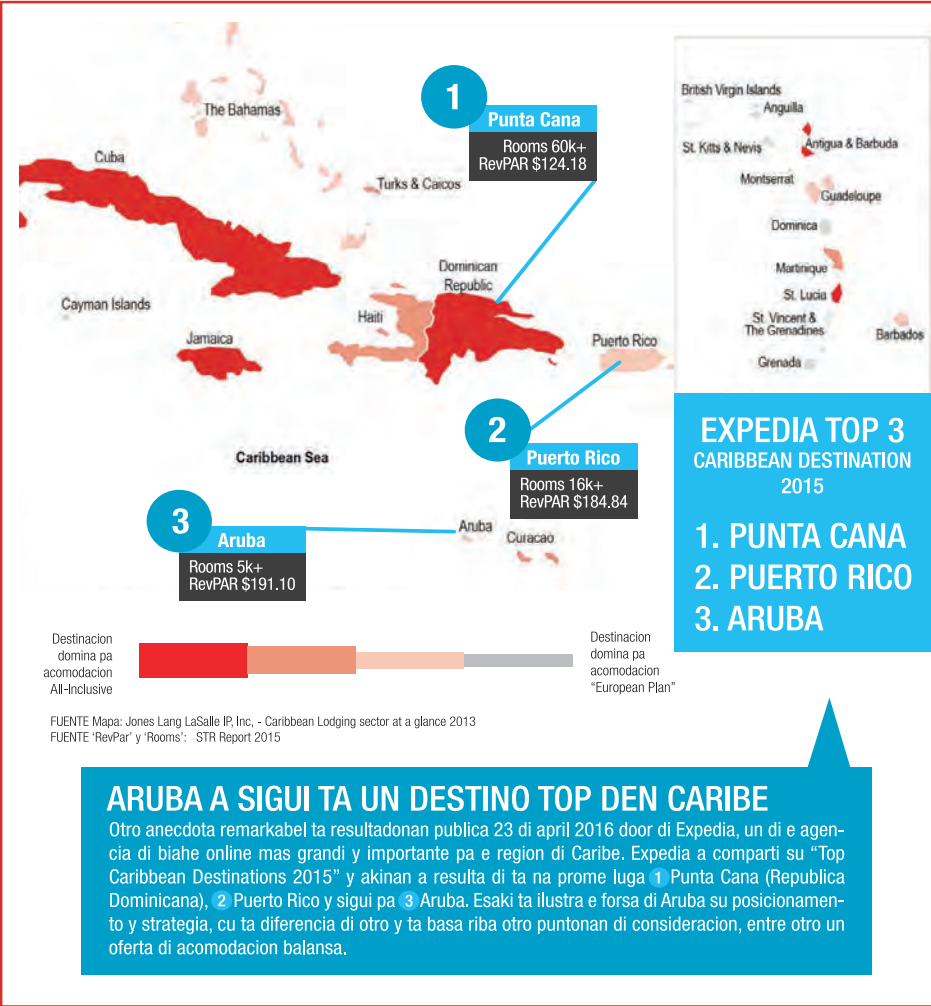 The Bahamas
Cuba
Turks & Caicos
Cayman Islands
Jamaica
Haiti
Dominican
Republic
Puerto Rico
Caribbean Sea
Aruba
Curacao
1
Punta Cana
Rooms 60k+
RevPAR $124.18
2
Puerto Rico
Rooms 16k+
RevPAR $184.84
3
Aruba
Rooms 5k+
RevPAR $191.10
British Virgin Islands
Anguilla
St. Kitts & Nevis
Antigua & Barbuda
Montserrat
Guadeloupe
Dominica
Martinique
St. Lucia
St. Vincent &
The Grenadines
Barbados
Grenada
EXPEDIA TOP 3
CARIBBEAN DESTINATION
2015
1. PUNTA CANA
2. PUERTO RICO
3. ARUBA
Destinacion
domina pa
acomodacion
All-Inclusive
Destinacion
domina pa
acomodacion
“European Plan”
FUENTE Mapa: Jones Lang LaSalle IP, Inc, - Caribbean Lodging sector at a glance 2013
FUENTE ‘RevPar’ y ‘Rooms’: STR Report 2015
ARUBA A SIGUI TA UN DESTINO TOP DEN CARIBE
Otro anecdota remarkabel ta resultadonan publica 23 di april 2016 door di Expedia, un di e agen-
cia di biahe online mas grandi y importante pa e region di Caribe. Expedia a comparti su “Top
Caribbean Destinations 2015” y akinan a resulta di ta na prome luga 1 Punta Cana (Republica
Dominicana), 2 Puerto Rico y sigui pa 3 Aruba. Esaki ta ilustra e forsa di Aruba su posicionamen-
to y strategia, cu ta diferencia di otro y ta basa riba otro puntonan di consideracion, entre otro un
oferta di acomodacion balansa.